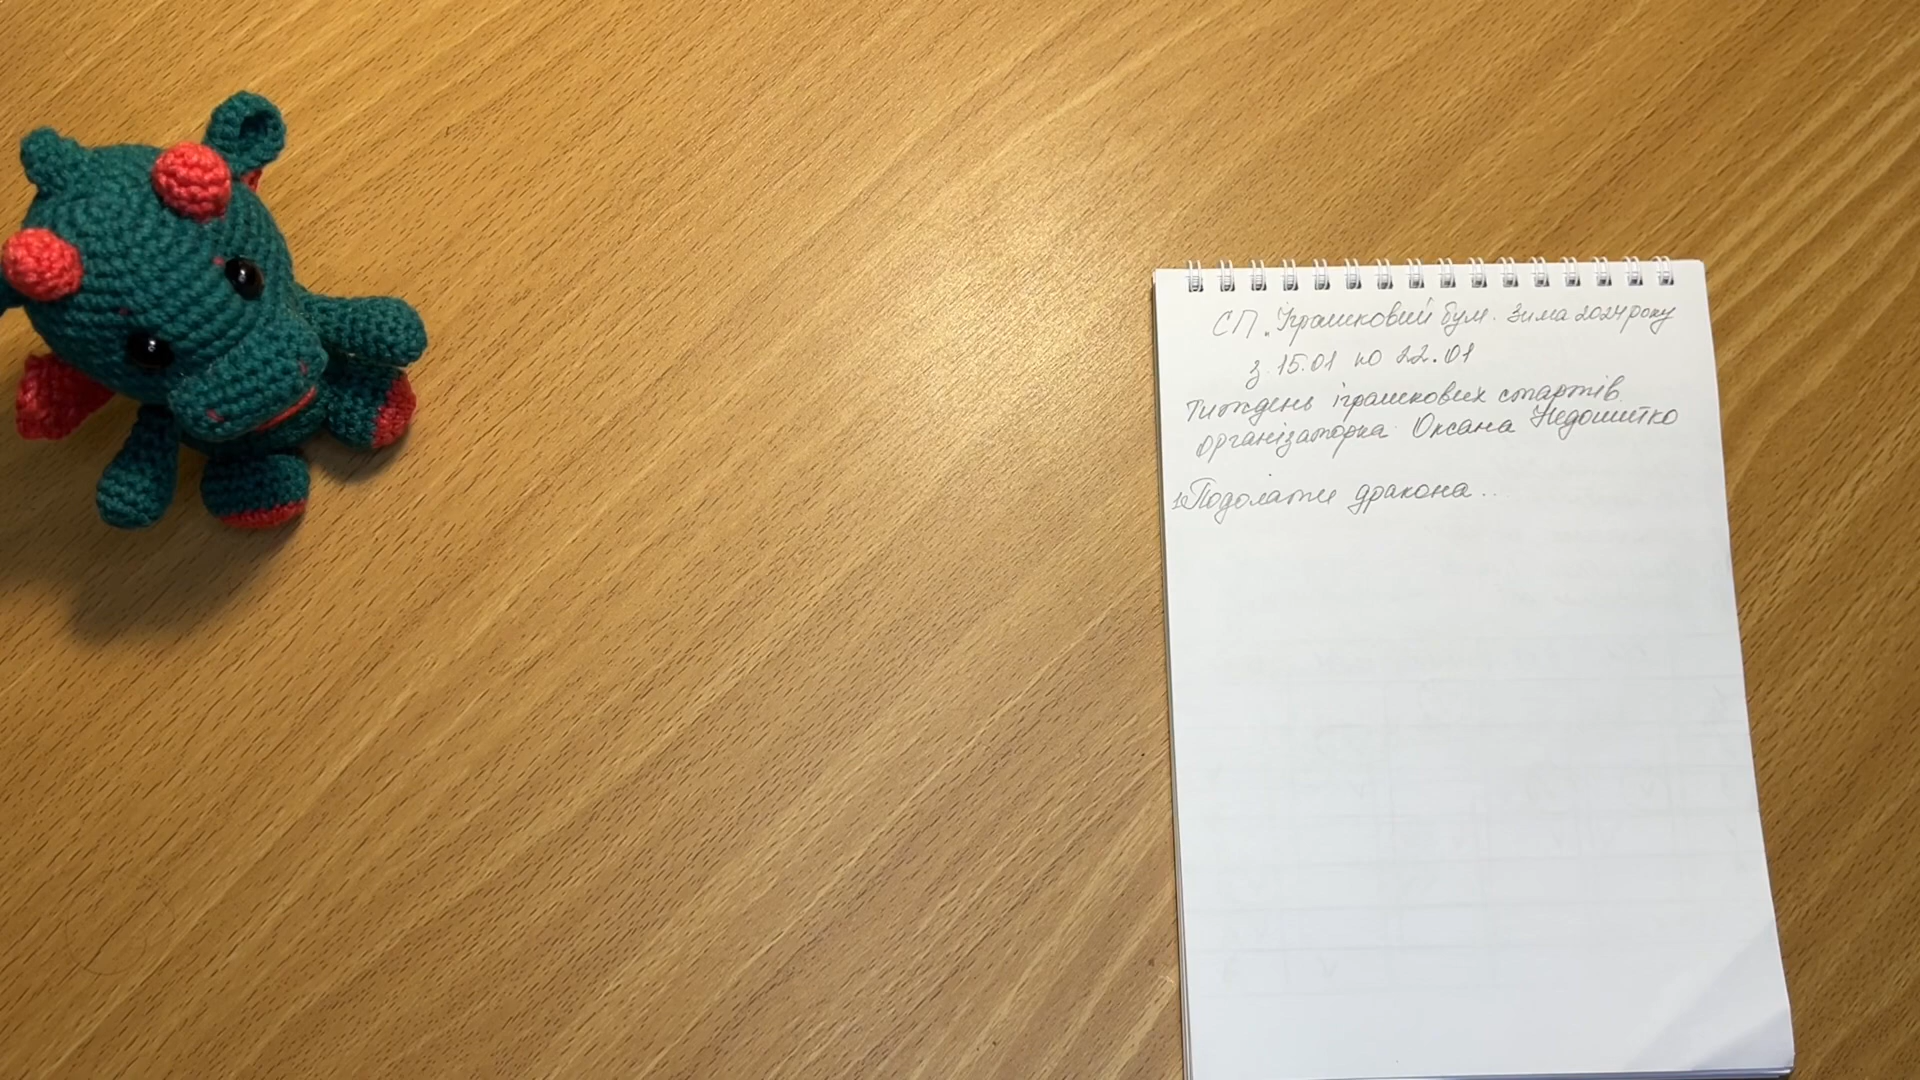 СП „Іграшковий бум. Зима 2024 року
з 15.01 по 22.01
Тиждень іграшкових стартів
Організаторка Оксана Недошитко
1. Подолати дракона...